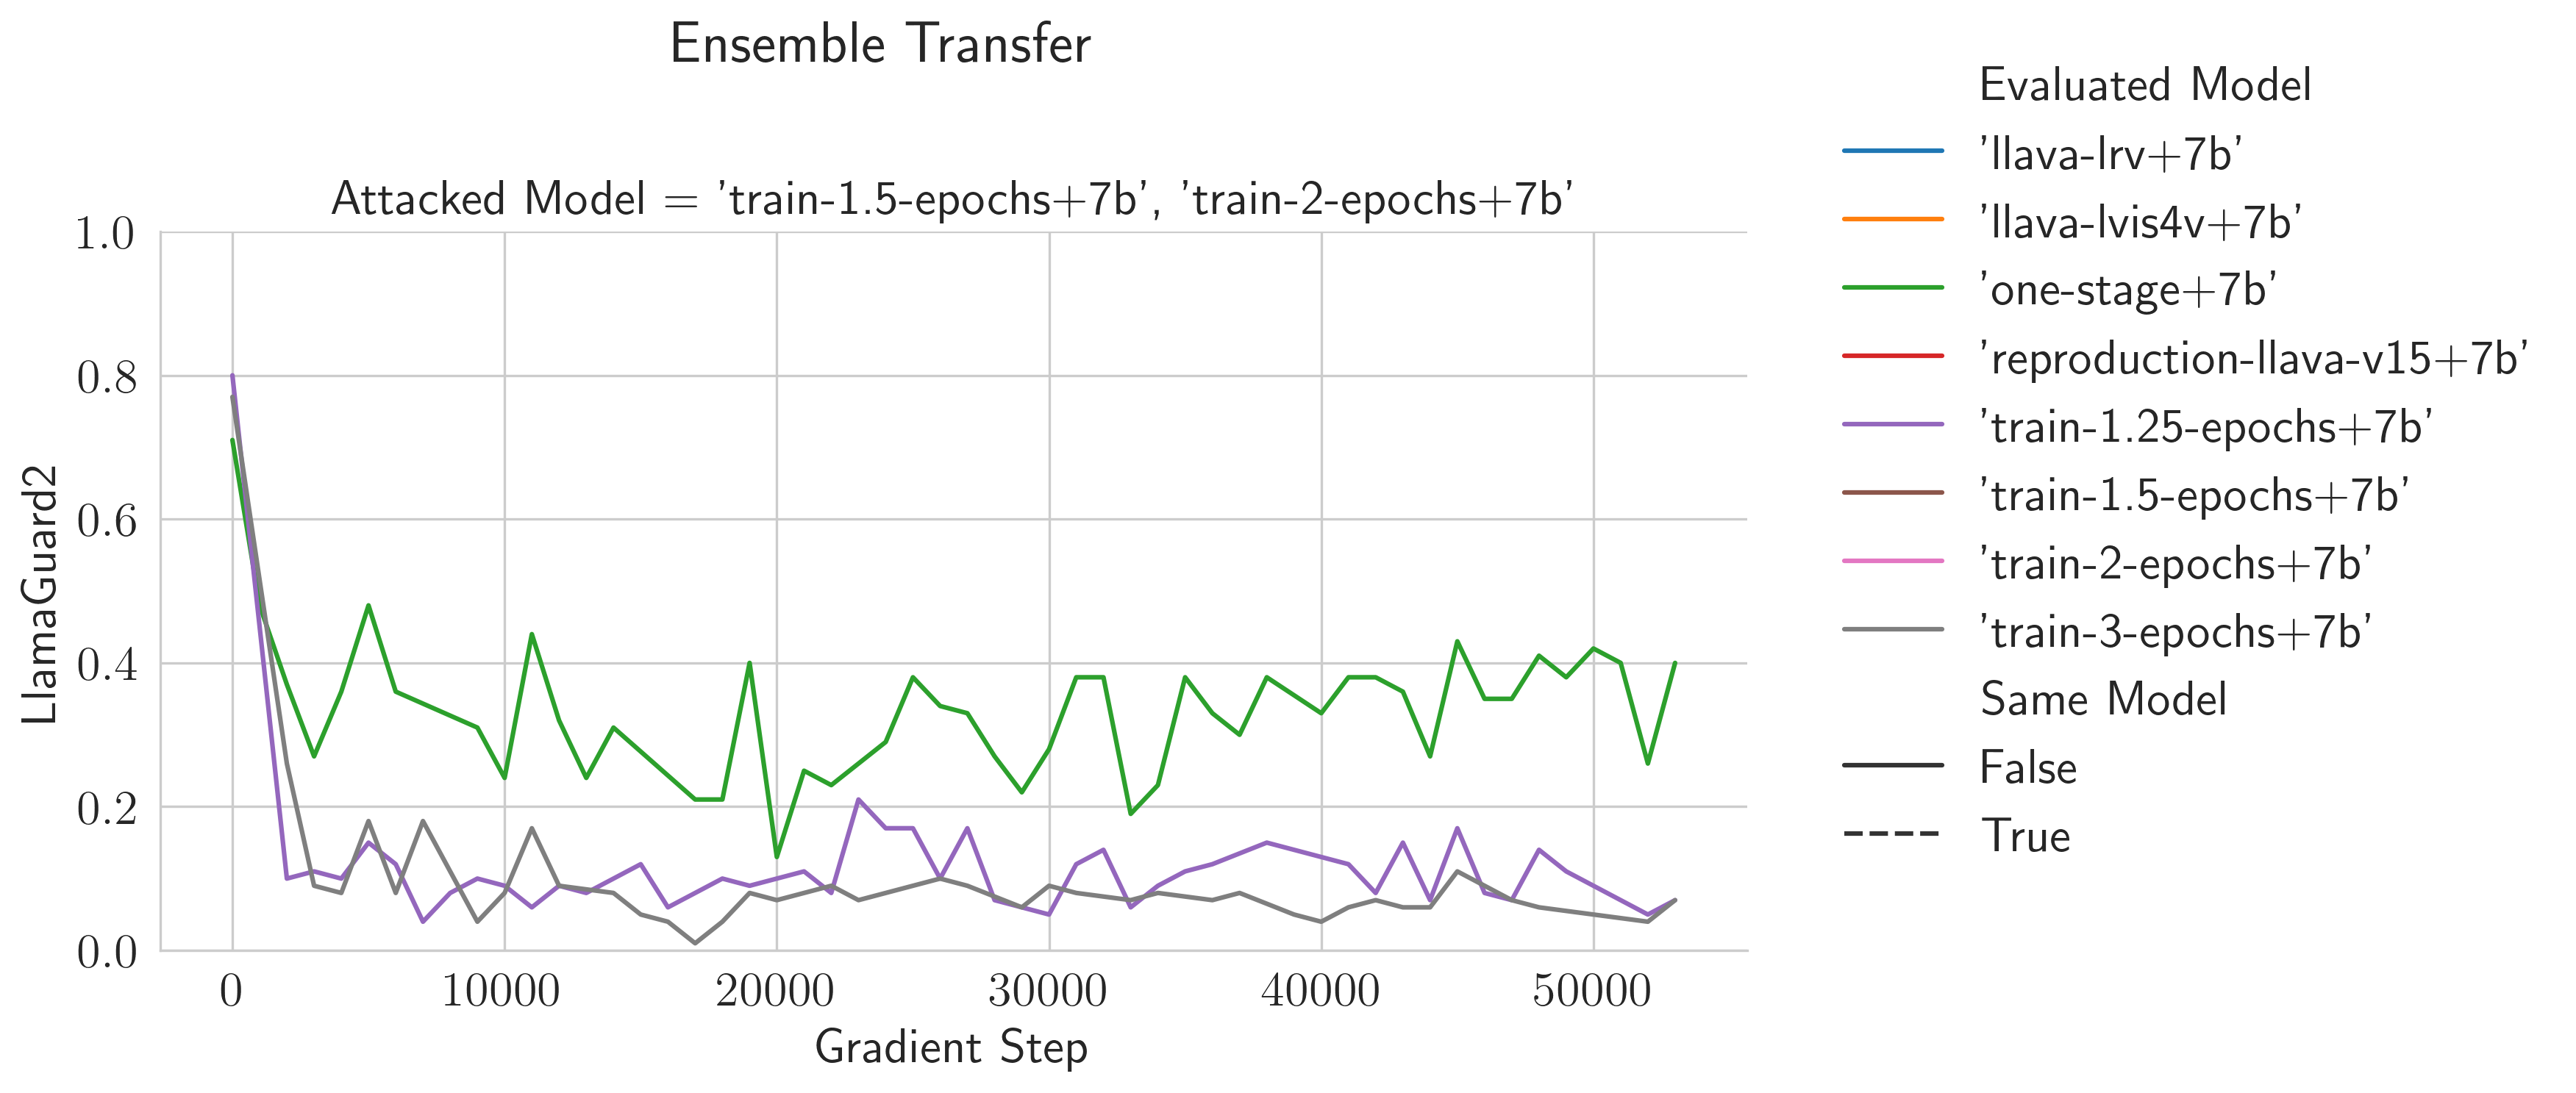 Ensemble Transfer
Attacked Model = 'train-1.5-epochs+7b', 'train-2-epochs+7b'
1.0
0.8
0.6
0.4
0.2
0.0
LlamaGuard2
0 10000 20000 30000 40000 50000
Gradient Step
Evaluated Model
'llava-lrv+7b'
'llava-lvis4v+7b'
'one-stage+7b'
'reproduction-llava-v15+7b'
'train-1.25-epochs+7b'
'train-1.5-epochs+7b'
'train-2-epochs+7b'
'train-3-epochs+7b'
Same Model
False
True